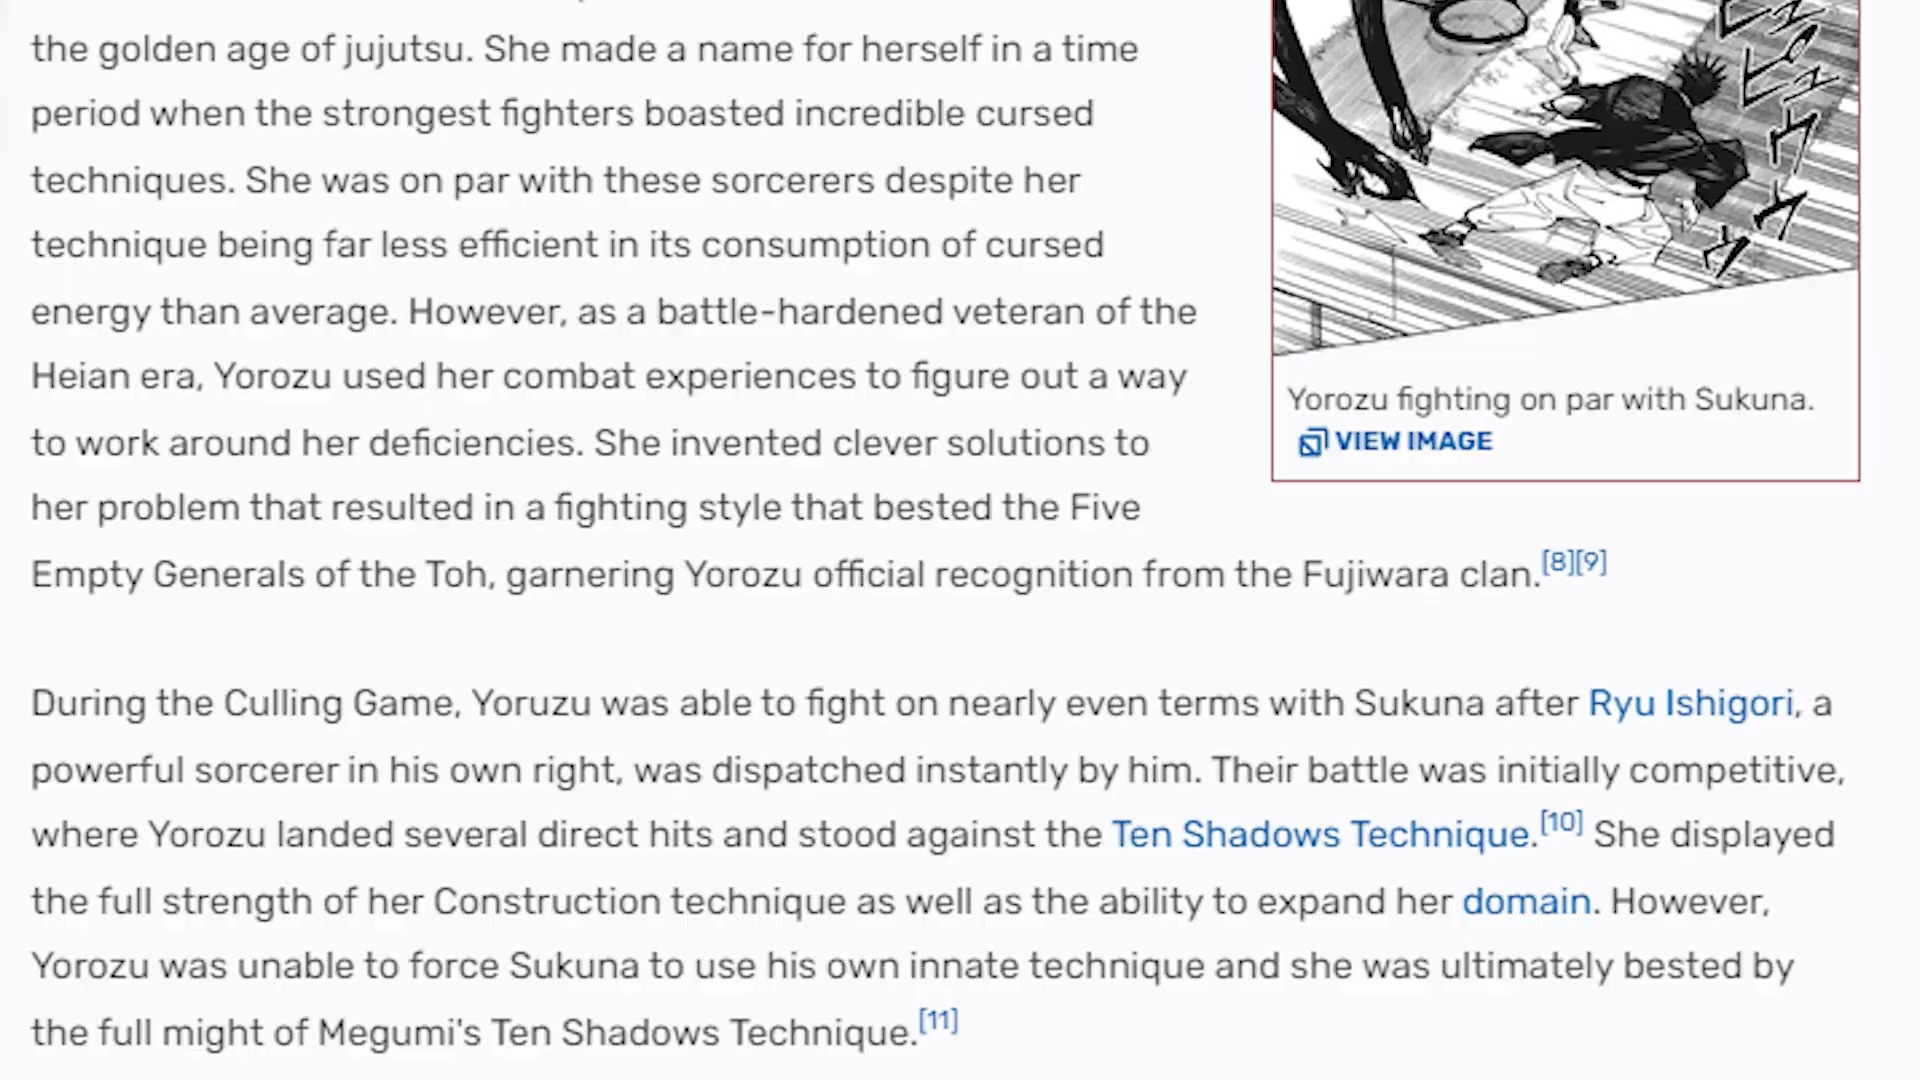 the golden age of jujutsu. She made a name for herself in a time
period when the strongest fighters boasted incredible cursed
techniques. She was on par with these sorcerers despite her
technique being far less efficient in its consumption of cursed
energy than average. However, as a battle-hardened veteran of the
Heian era, Yorozu used her combat experiences to figure out a way
to work around her deficiencies. She invented clever solutions to
her problem that resulted in a fighting style that bested the Five
Empty Generals of the Toh, garnering Yorozu official recognition from the Fujiwara clan.[8][9]
Yorozu fighting on par with Sukuna.
VIEW IMAGE
During the Culling Game, Yoruzu was able to fight on nearly even terms with Sukuna after Ryu Ishigori, a
powerful sorcerer in his own right, was dispatched instantly by him. Their battle was initially competitive,
where Yorozu landed several direct hits and stood against the Ten Shadows Technique.[10] She displayed
the full strength of her Construction technique as well as the ability to expand her domain. However,
Yorozu was unable to force Sukuna to use his own innate technique and she was ultimately bested by
the full might of Megumi's Ten Shadows Technique.[11]